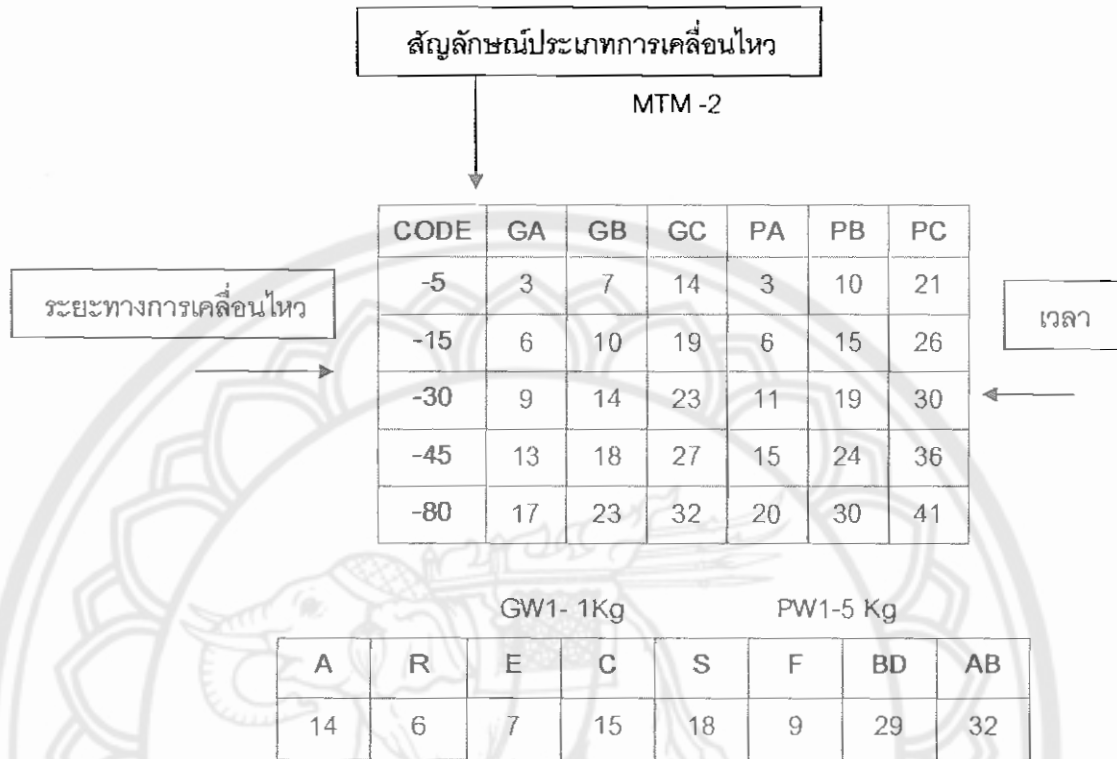 สัญลักษณ์ประเภทการเคลื่อนไหว
MTM -2
CODE GA GB GC PA PB PC
-5 3 7 14 3 10 21
ระยะทางการเคลื่อนไหว
เวลา
-15 6 10 19 6 15 26
-30 9 14 23 11 19 30
-45 13 18 27 15 24 36
-80 17 23 32 20 30 41
GW1- 1Kg PW1-5 Kg
A R E C S F BD AB
14 6 7 15 18 9 29 32